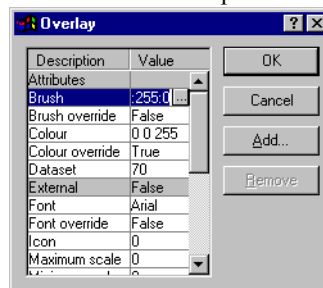 Overlay
Description Value
Attributes
Brush :255:0 ...
Brush override False
Colour 0 0 255
Colour override True
Dataset 70
External False
Font Arial
Font override False
Icon 0
Maximum scale 0
OK
Cancel
Add...
Remove